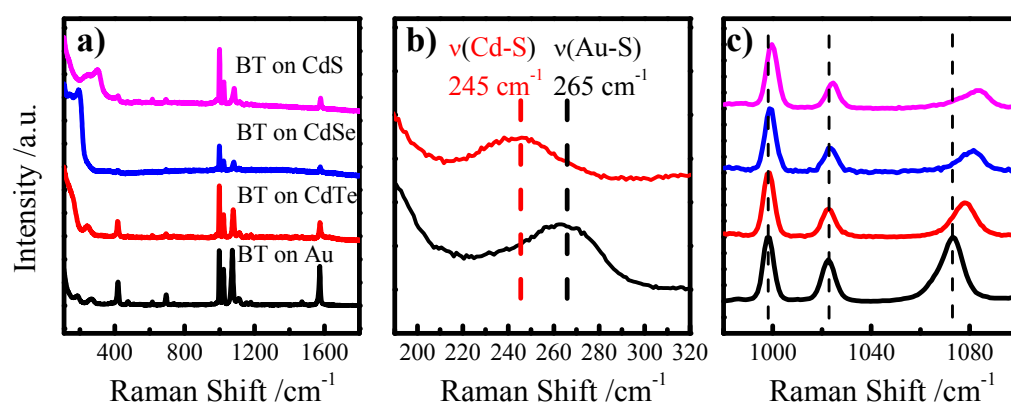 Intensity /a.u.
a)
BT on CdS
BT on CdSe
BT on CdTe
BT on Au
400 800 1200 1600
Raman Shift /cm⁻¹
b)
ν(Cd-S) ν(Au-S)
245 cm⁻¹ 265 cm⁻¹
200 220 240 260 280 300 320
Raman Shift /cm⁻¹
c)
1000 1040 1080
Raman Shift /cm⁻¹